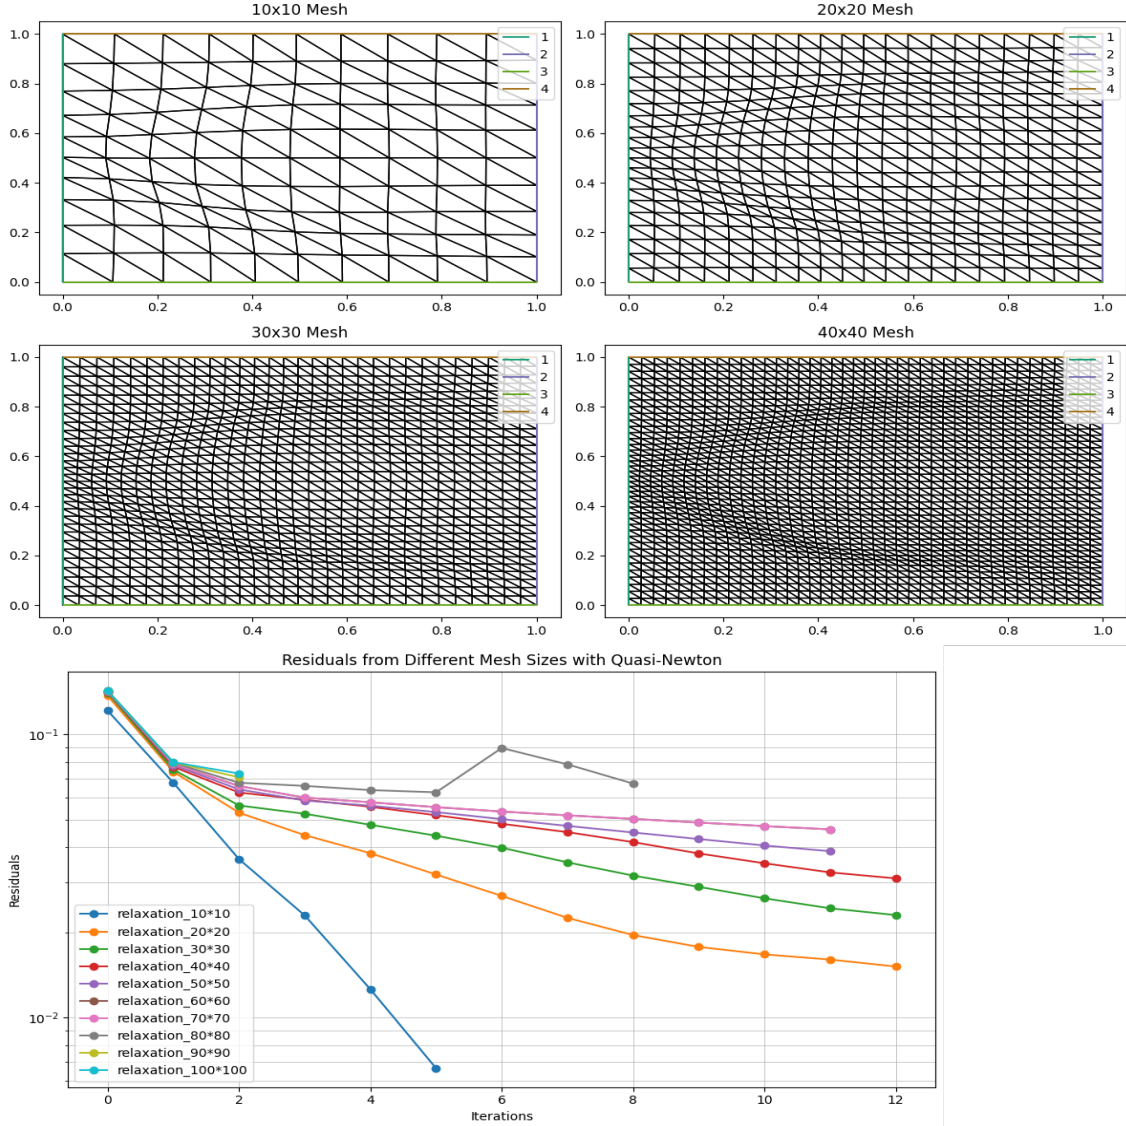 10x10 Mesh
1.0
0.8
0.6
0.4
0.2
0.0
0.0 0.2 0.4 0.6 0.8 1.0
1
2
3
4
20x20 Mesh
1.0
0.8
0.6
0.4
0.2
0.0
0.0 0.2 0.4 0.6 0.8 1.0
1
2
3
4
30x30 Mesh
1.0
0.8
0.6
0.4
0.2
0.0
0.0 0.2 0.4 0.6 0.8 1.0
1
2
3
4
40x40 Mesh
1.0
0.8
0.6
0.4
0.2
0.0
0.0 0.2 0.4 0.6 0.8 1.0
1
2
3
4
Residuals from Different Mesh Sizes with Quasi-Newton
Residuals
10⁻¹
10⁻²
relaxation_10*10
relaxation_20*20
relaxation_30*30
relaxation_40*40
relaxation_50*50
relaxation_60*60
relaxation_70*70
relaxation_80*80
relaxation_90*90
relaxation_100*100
0 2 4 6 8 10 12
Iterations